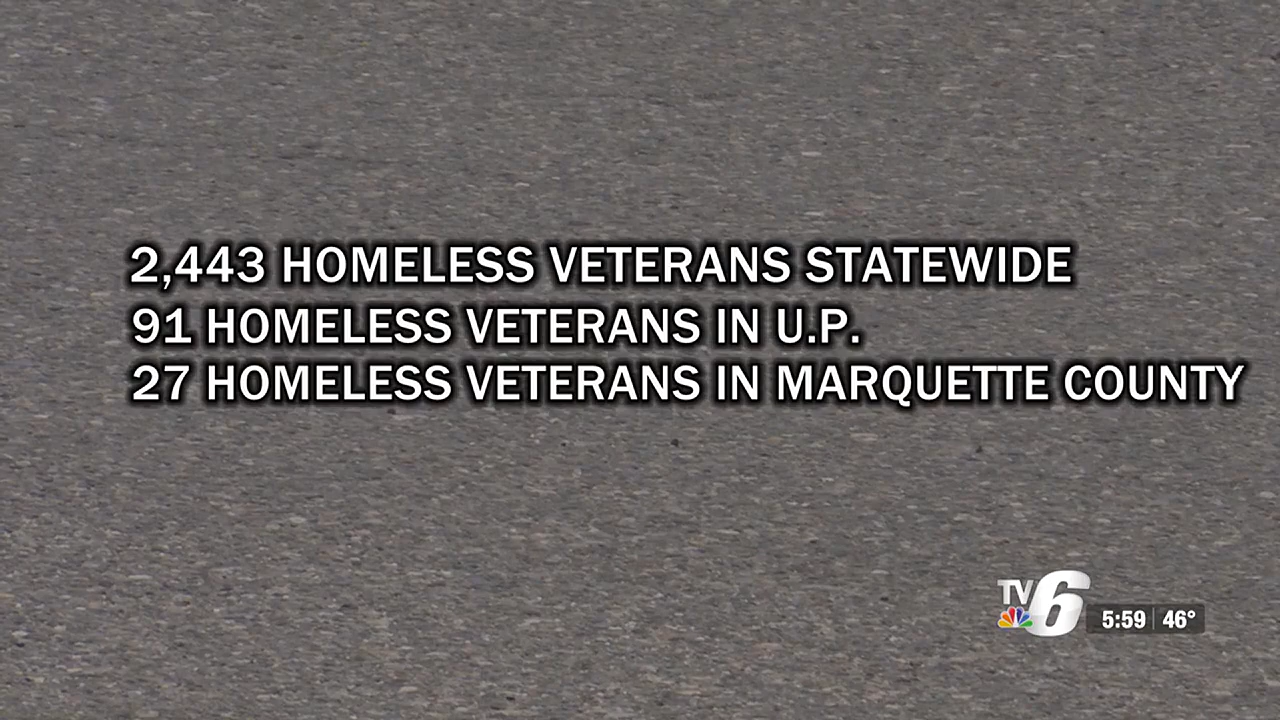 2,443 HOMELESS VETERANS STATEWIDE
91 HOMELESS VETERANS IN U.P.
27 HOMELESS VETERANS IN MARQUETTE COUNTY
TV6 5:59 46°